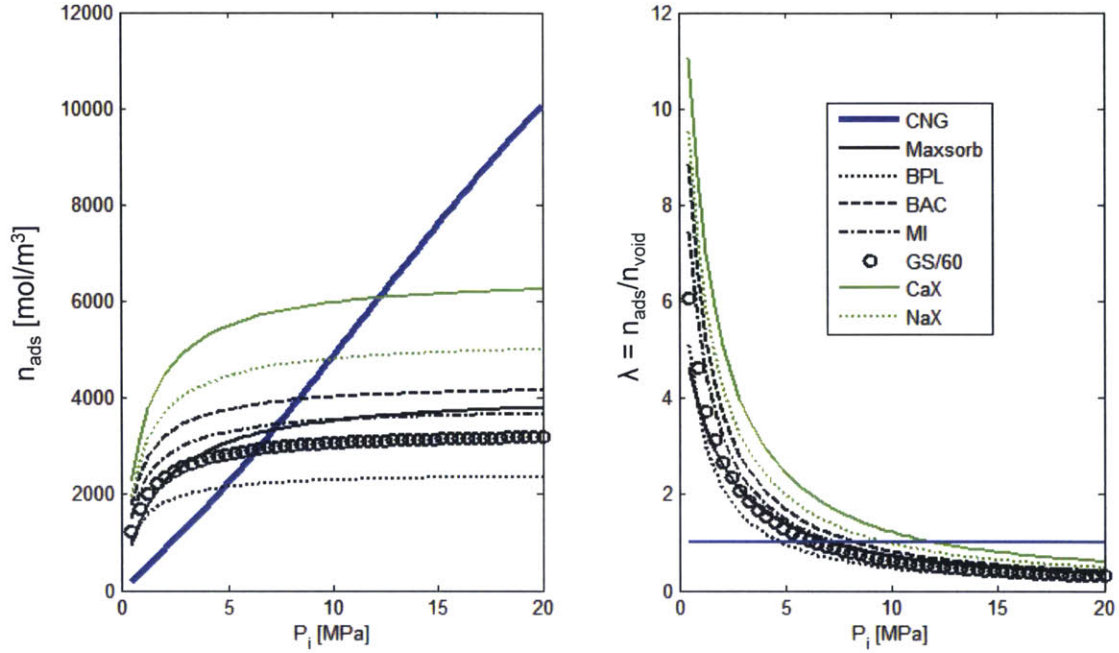 12000
10000
8000
6000
4000
2000
0
0 5 10 15 20
n_ads [mol/m³]
P_i [MPa]
12
10
8
6
4
2
0
0 5 10 15 20
λ = n_ads/n_void
P_i [MPa]
CNG
Maxsorb
BPL
BAC
MI
GS/60
CaX
NaX